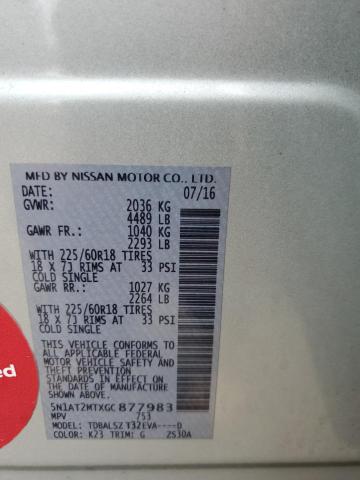 MFD BY NISSAN MOTOR CO., LTD.
DATE: 07/16
GVWR: 2036 KG
4489 LB
GAWR FR.: 1040 KG
2293 LB
WITH 225/60R18 TIRES
18 X 7J RIMS AT 33 PSI
COLD SINGLE
GAWR RR.: 1027 KG
2264 LB
WITH 225/60R18 TIRES
18 X 7J RIMS AT 33 PSI
COLD SINGLE
THIS VEHICLE CONFORMS TO
ALL APPLICABLE FEDERAL
MOTOR VEHICLE SAFETY AND
THEFT PREVENTION
STANDARDS IN EFFECT ON
THE DATE OF MANUFACTURE
SHOWN ABOVE.
5N1AT2MTXGC877983
MPV 753
MODEL: TDBALSZ T32EVA----D
COLOR: K23 TRIM: G ZS30A
ed